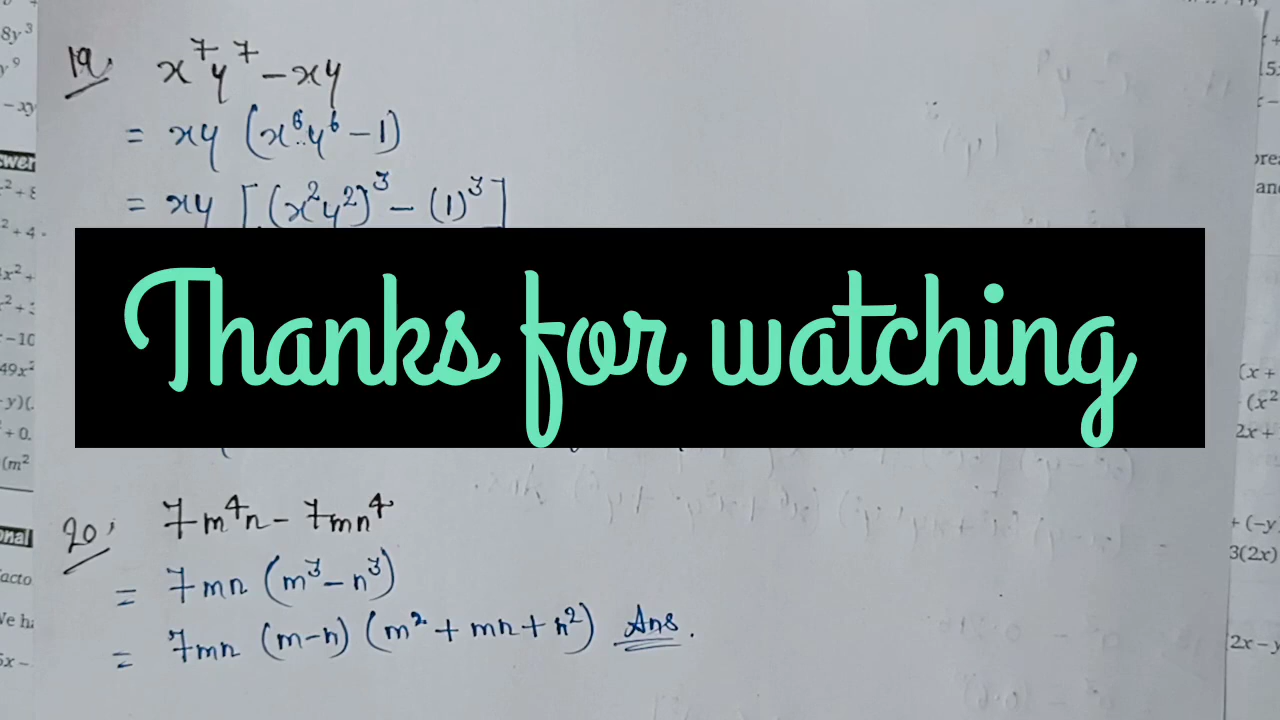 19. x⁷y⁷ - xy
= xy (x⁶y⁶ - 1)
= xy [(x²y²)³ - (1)³]
Thanks for watching
20. 7m⁴n - 7mn⁴
= 7mn (m³ - n³)
= 7mn (m-n) (m² + mn + n²) Ans.